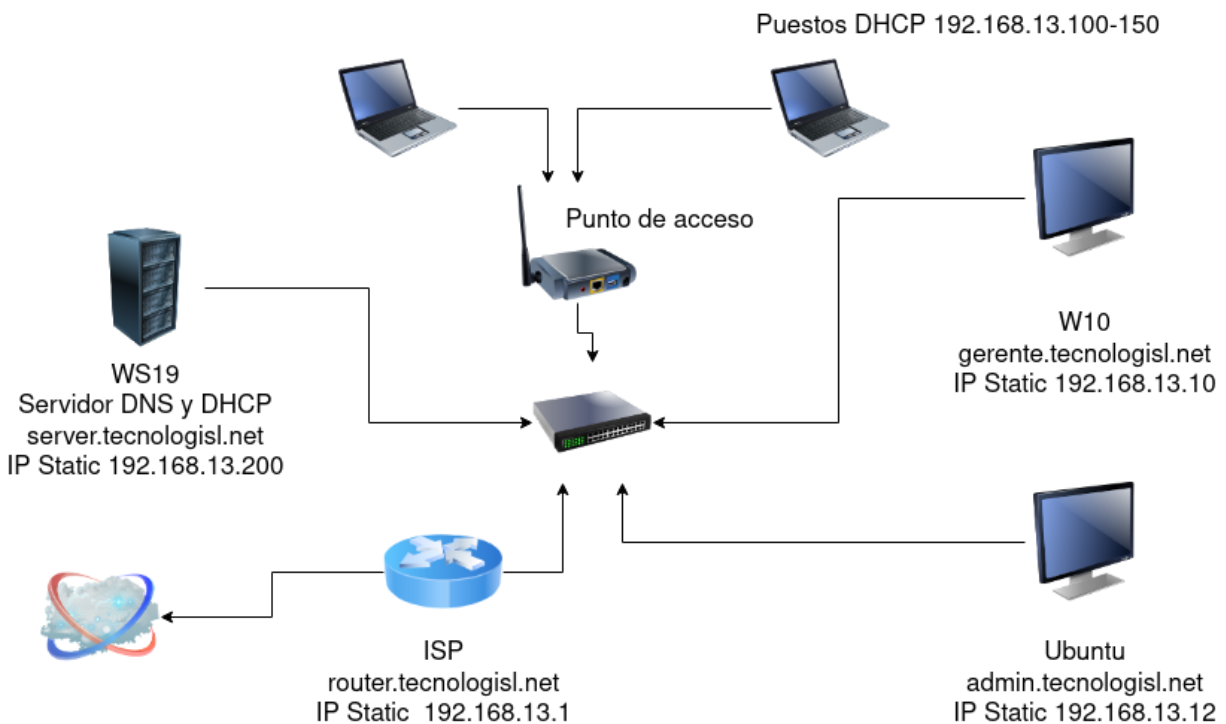 Puestos DHCP 192.168.13.100-150
Punto de acceso
W10
gerente.tecnologisl.net
IP Static 192.168.13.10
WS19
Servidor DNS y DHCP
server.tecnologisl.net
IP Static 192.168.13.200
ISP
router.tecnologisl.net
IP Static 192.168.13.1
Ubuntu
admin.tecnologisl.net
IP Static 192.168.13.12